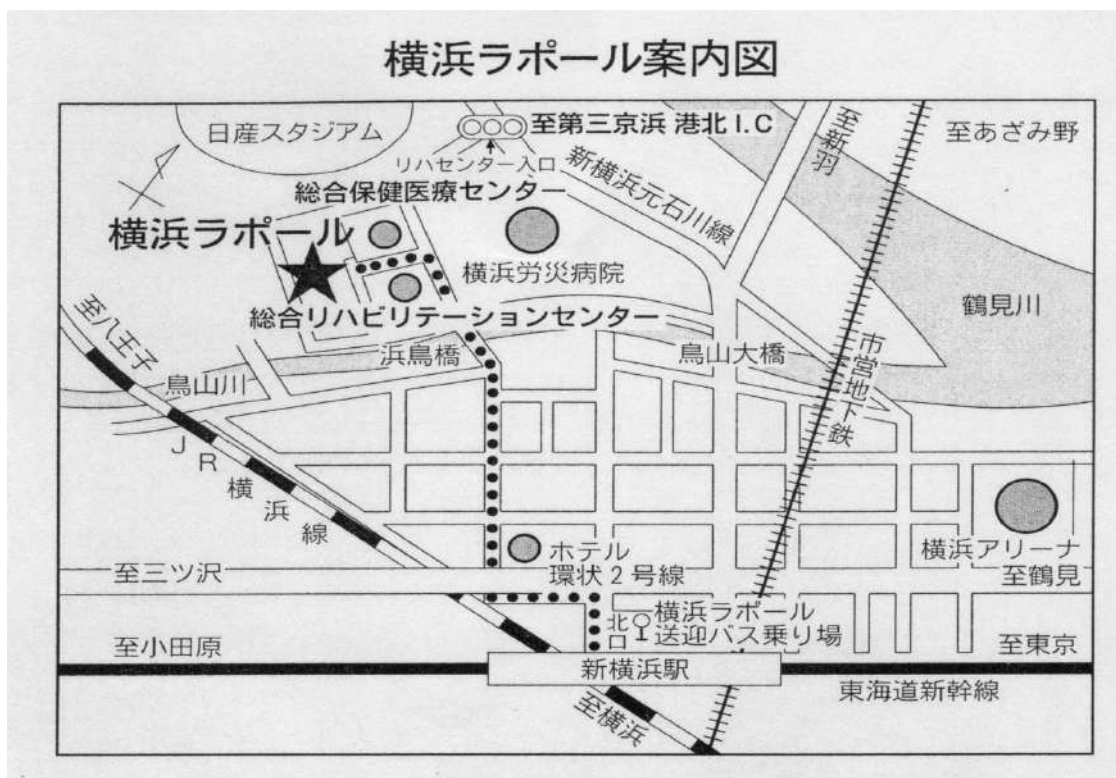 横浜ラポール案内図
日産スタジアム
至第三京浜 港北 I.C
リハセンター入口
至新羽
至あざみ野
新横浜元石川線
総合保健医療センター
横浜ラポール
横浜労災病院
鶴見川
総合リハビリテーションセンター
至八王子
浜鳥橋
鳥山大橋
市営地下鉄
鳥山川
JR横浜線
横浜アリーナ
ホテル
環状2号線
至三ツ沢
至鶴見
北口
横浜ラポール
送迎バス乗り場
至小田原
至東京
新横浜駅
東海道新幹線
至横浜